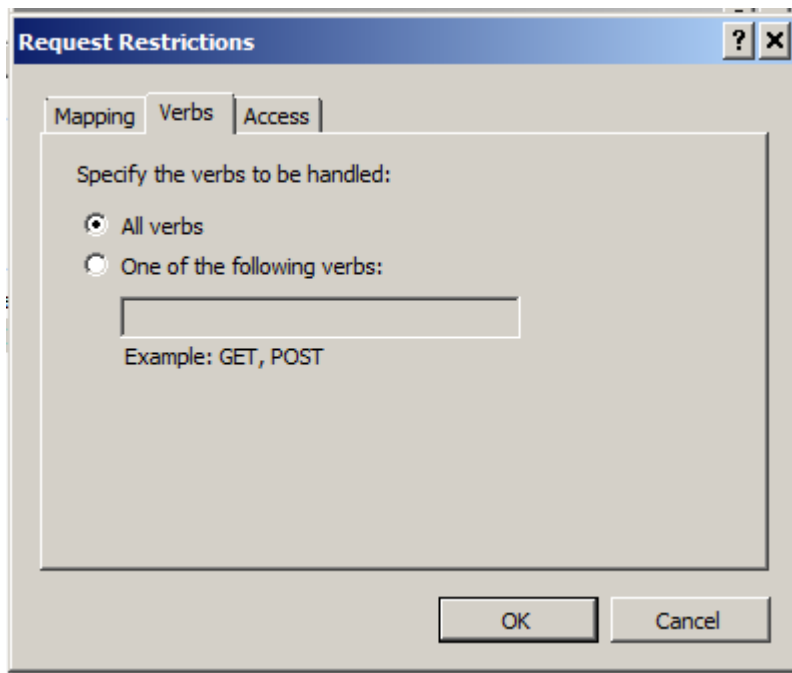 Request Restrictions
Mapping Verbs Access
Specify the verbs to be handled:
All verbs
One of the following verbs:
Example: GET, POST
OK Cancel